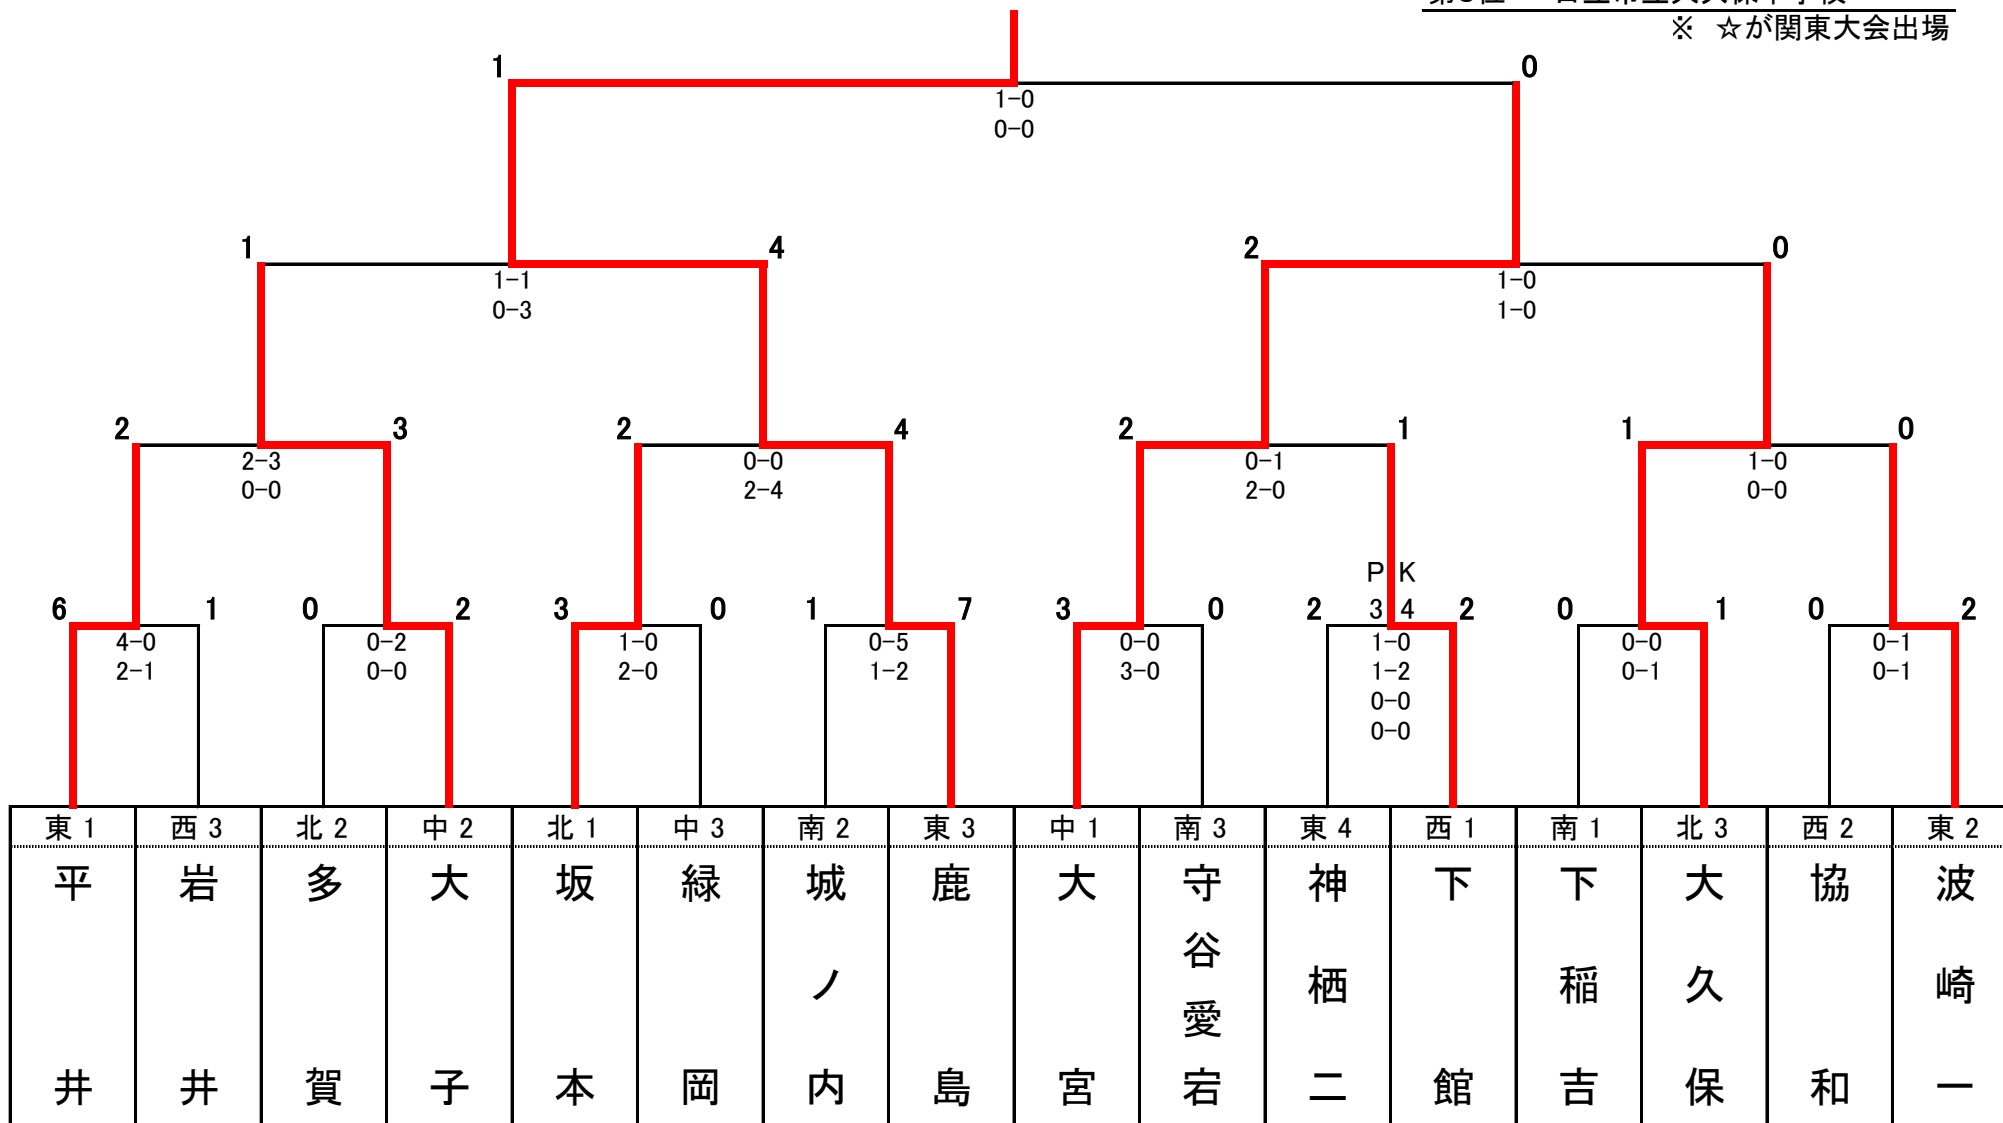 ※ ☆が関東大会出場
1 0
1-0
0-0
1 4 2 0
1-1 1-0
0-3 1-0
2 3 2 4 2 1 1 0
2-3 0-0 0-1 1-0
0-0 2-4 2-0 0-0
PK
3 4
6 1 0 2 3 0 1 7 3 0 2 2 0 1 0 2
4-0 0-2 1-0 0-5 0-0 1-0 0-0 0-1
2-1 0-0 2-0 1-2 3-0 1-2 0-1 0-1
0-0
0-0
東1 西3 北2 中2 北1 中3 南2 東3 中1 南3 東4 西1 南1 北3 西2 東2
平井
岩井
多賀
大子
坂本
緑岡
城ノ内
鹿島
大宮
守谷愛宕
神栖二
下館
下稲吉
大久保
協和
波崎一